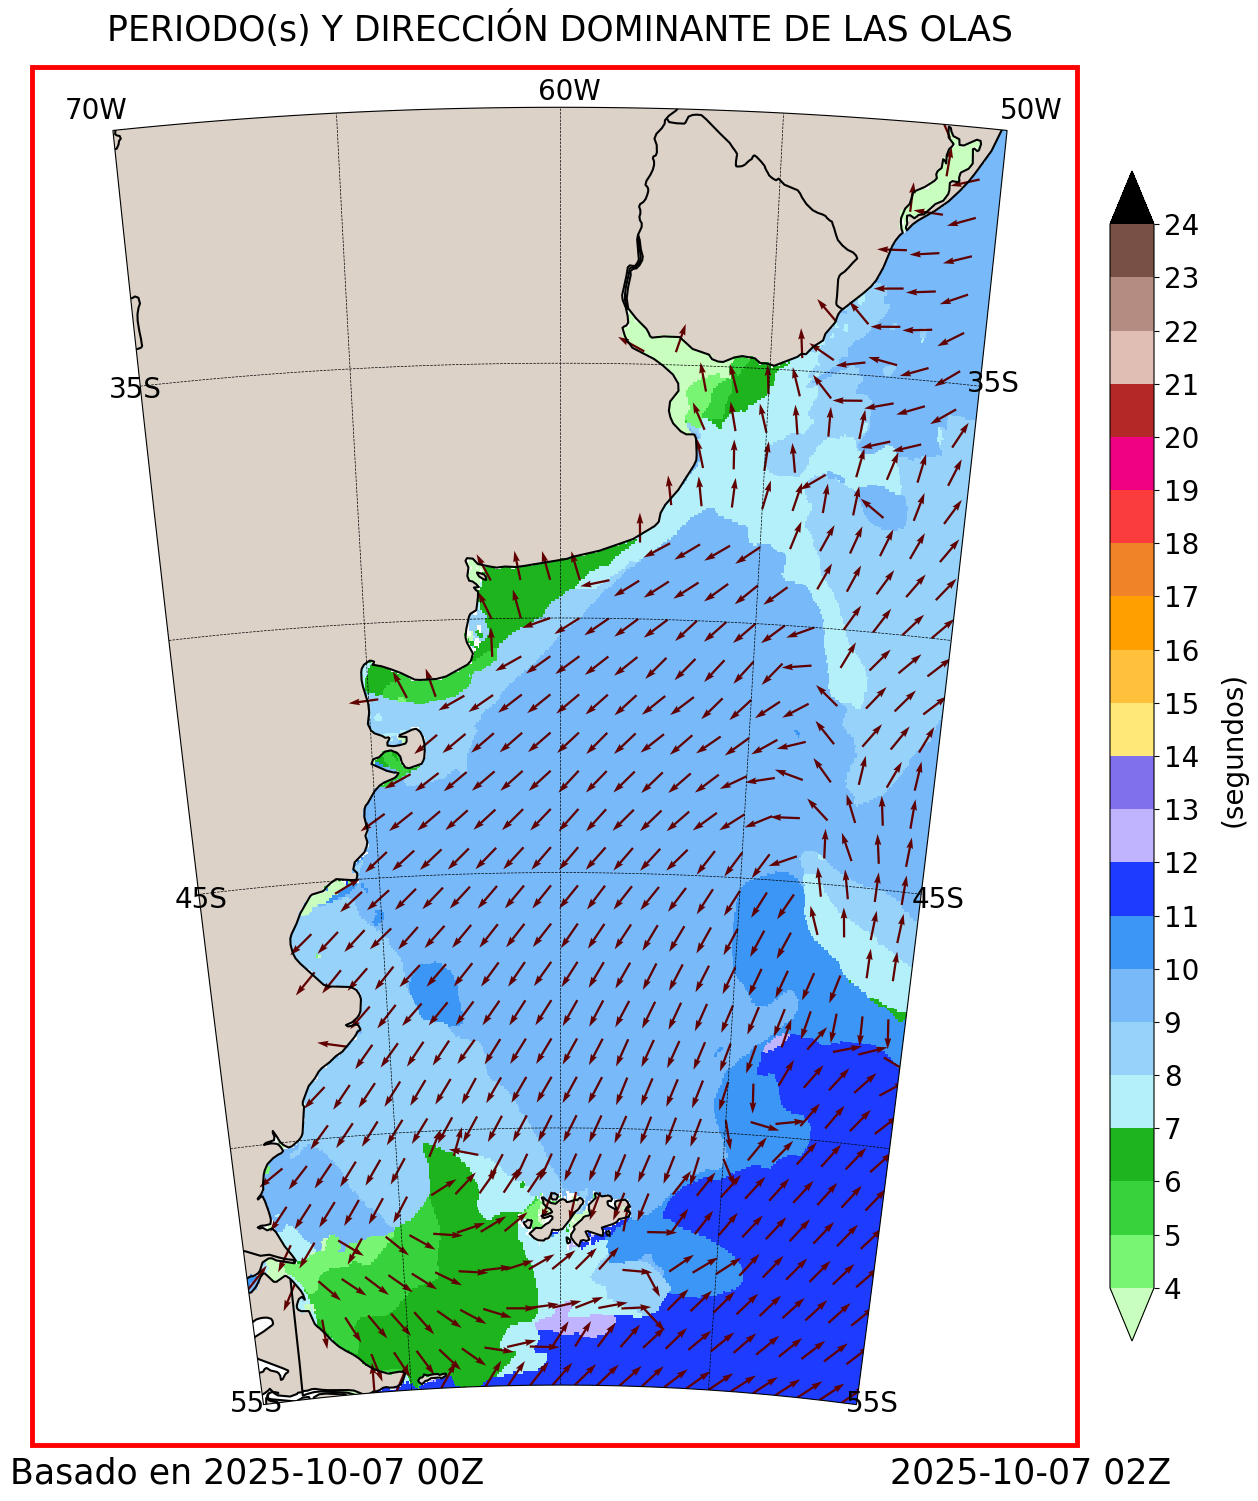 PERIODO(s) Y DIRECCIÓN DOMINANTE DE LAS OLAS
70W
60W
50W
35S
35S
45S
45S
55S
55S
24
23
22
21
20
19
18
17
16
15
14
13
12
11
10
9
8
7
6
5
4
(segundos)
Basado en 2025-10-07 00Z
2025-10-07 02Z